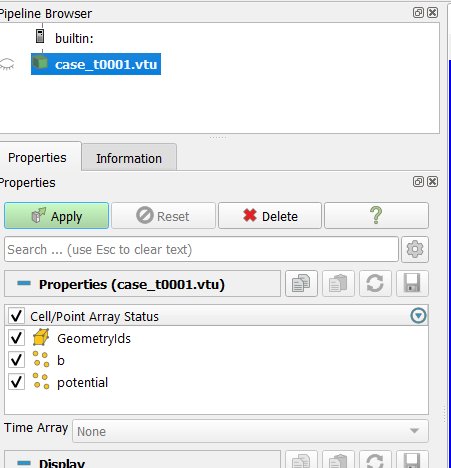 Pipeline Browser
builtin:
case_t0001.vtu
Properties
Information
Properties
Apply
Reset
Delete
?
Search ... (use Esc to clear text)
Properties (case_t0001.vtu)
Cell/Point Array Status
GeometryIds
b
potential
Time Array
None
Display